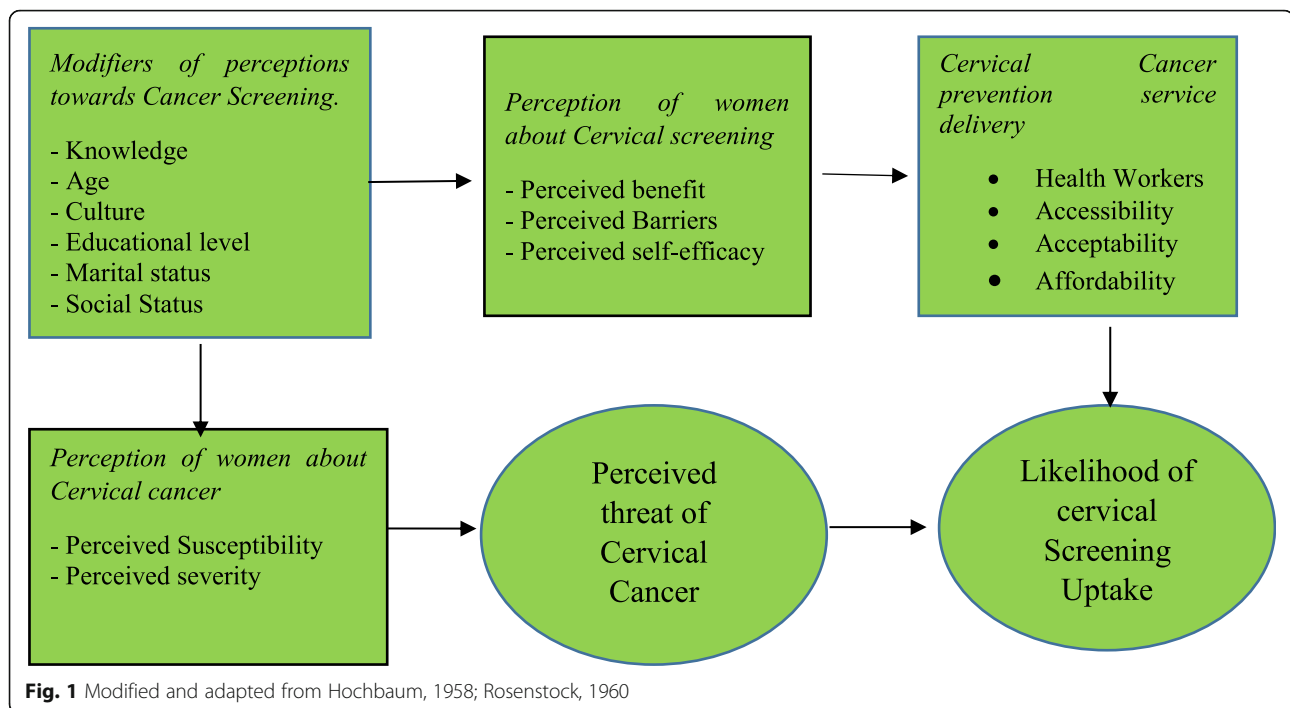 Modifiers of perceptions
towards Cancer Screening.
- Knowledge
- Age
- Culture
- Educational level
- Marital status
- Social Status
Perception of women
about Cervical screening
- Perceived benefit
- Perceived Barriers
- Perceived self-efficacy
Cervical Cancer
prevention service
delivery
• Health Workers
• Accessibility
• Acceptability
• Affordability
Perception of women about
Cervical cancer
- Perceived Susceptibility
- Perceived severity
Perceived
threat of
Cervical
Cancer
Likelihood of
cervical
Screening
Uptake
Fig. 1 Modified and adapted from Hochbaum, 1958; Rosenstock, 1960